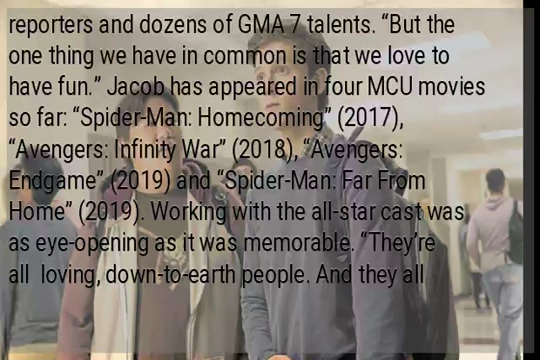 reporters and dozens of GMA 7 talents. “But the
one thing we have in common is that we love to
have fun.” Jacob has appeared in four MCU movies
so far: “Spider-Man: Homecoming” (2017),
“Avengers: Infinity War” (2018), “Avengers:
Endgame” (2019) and “Spider-Man: Far From
Home” (2019). Working with the all-star cast was
as eye-opening as it was memorable. “They’re
all loving, down-to-earth people. And they all